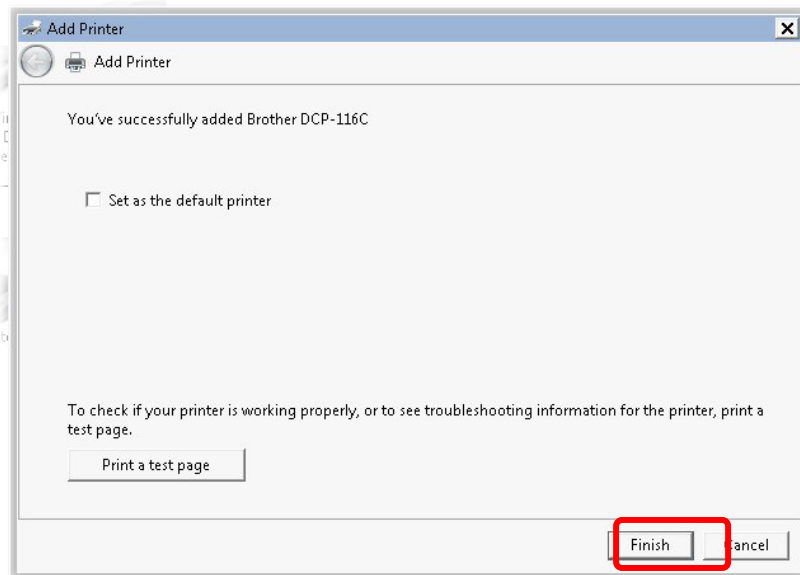 Add Printer
Add Printer
You've successfully added Brother DCP-116C
Set as the default printer
To check if your printer is working properly, or to see troubleshooting information for the printer, print a
test page.
Print a test page
Finish
Cancel